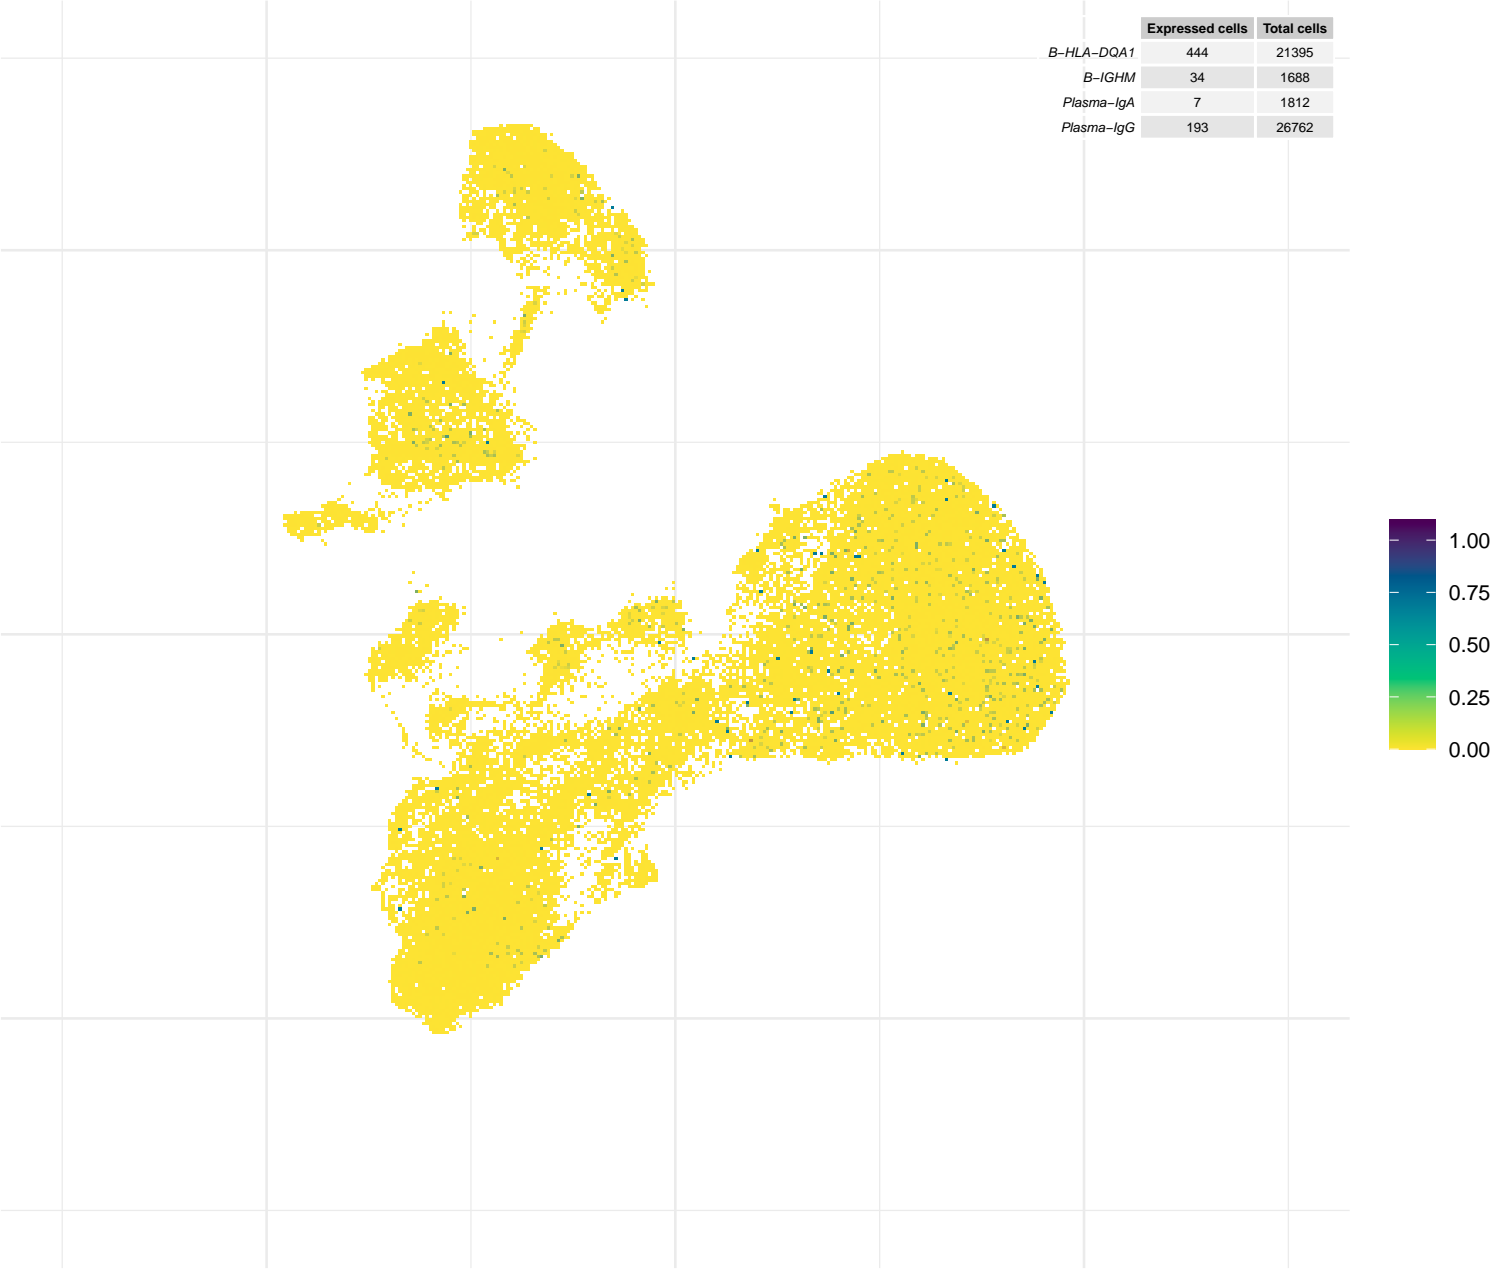 Expressed cells Total cells
B−HLA−DQA1 444 21395
B−IGHM 34 1688
Plasma−IgA 7 1812
Plasma−IgG 193 26762
1.00
0.75
0.50
0.25
0.00